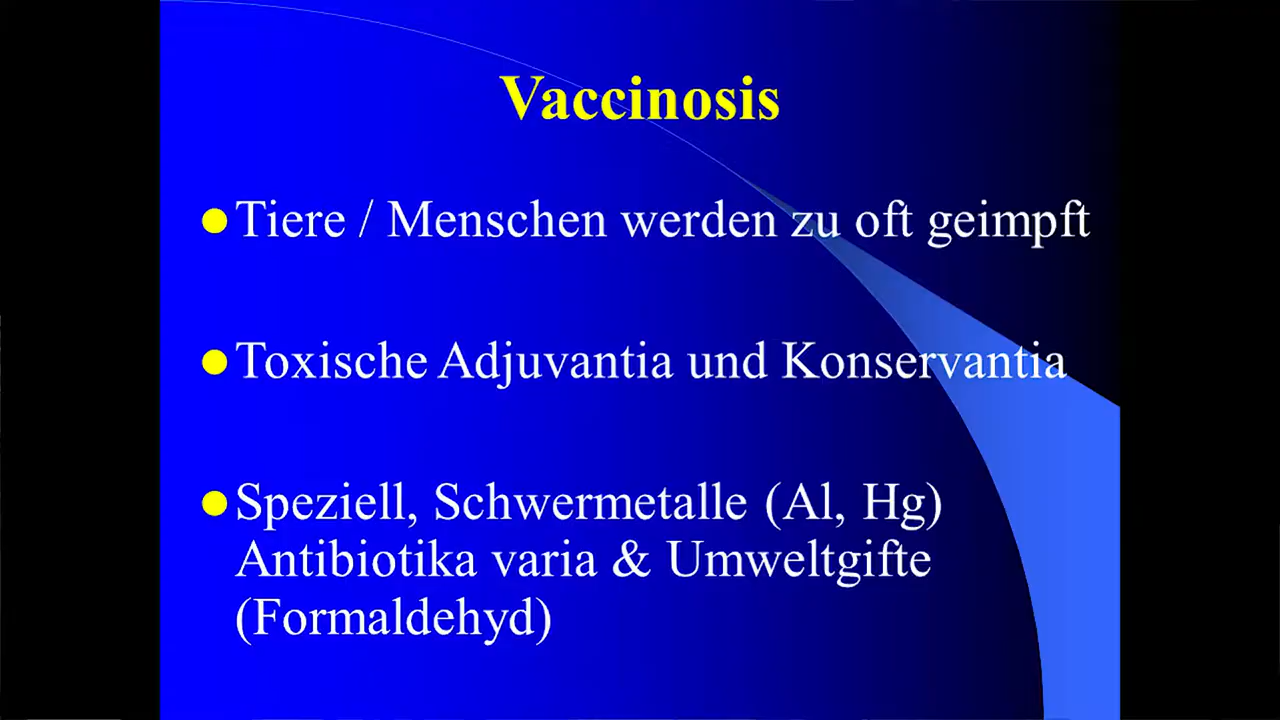 Vaccinosis
Tiere / Menschen werden zu oft geimpft
Toxische Adjuvantia und Konservantia
Speziell, Schwermetalle (Al, Hg)
Antibiotika varia & Umweltgifte
(Formaldehyd)